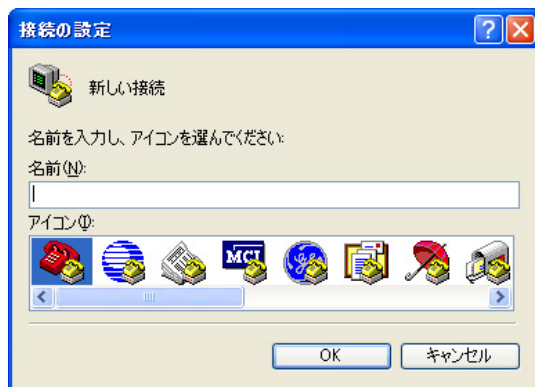 接続の設定
新しい接続
名前を入力し、アイコンを選んでください:
名前(N):
アイコン(I):
MCI
OK
キャンセル